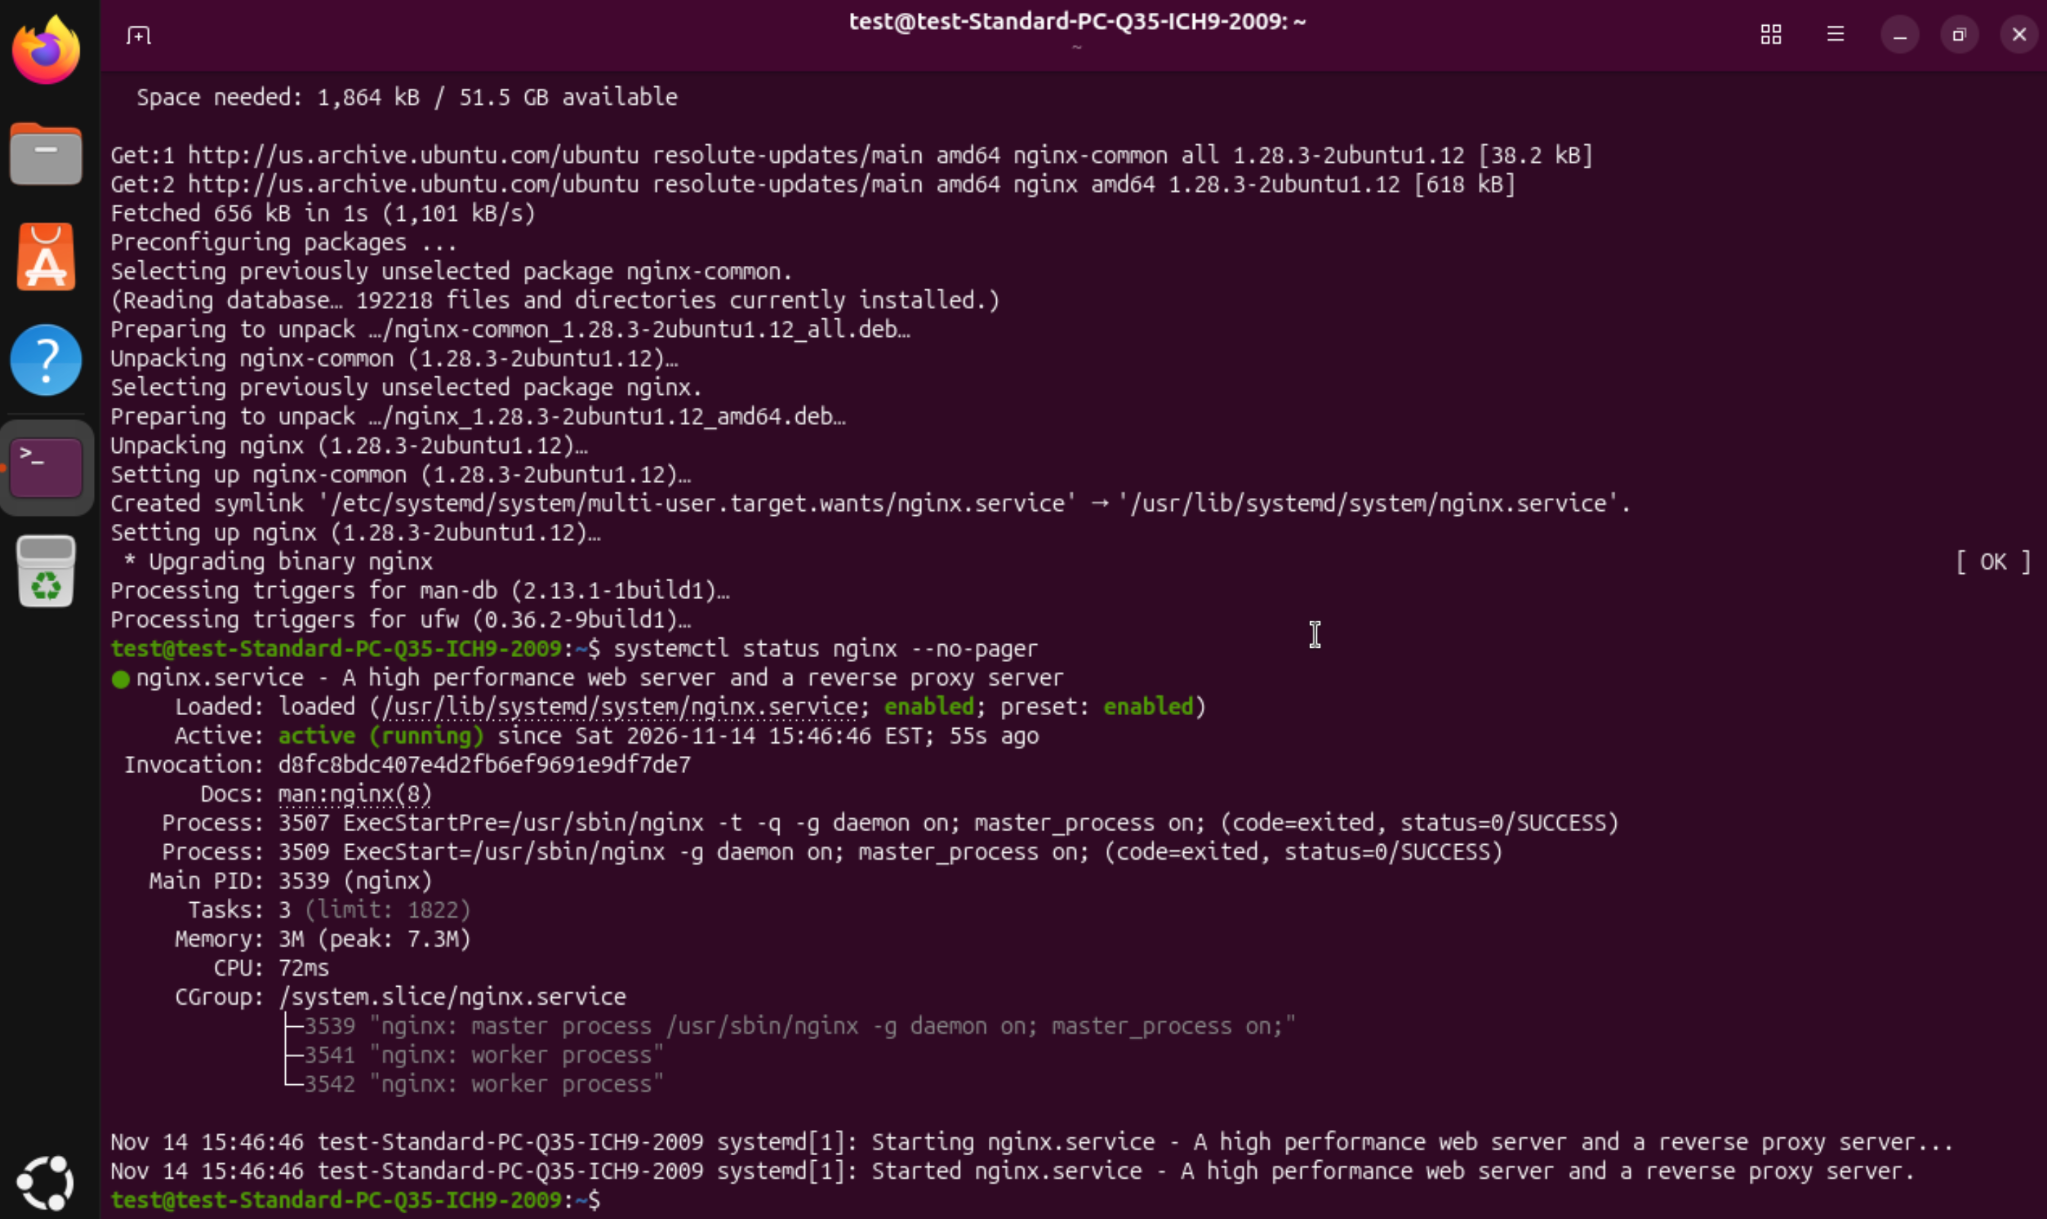 test@test-Standard-PC-Q35-ICH9-2009: ~
~
Space needed: 1,864 kB / 51.5 GB available
Get:1 http://us.archive.ubuntu.com/ubuntu resolute-updates/main amd64 nginx-common all 1.28.3-2ubuntu1.12 [38.2 kB]
Get:2 http://us.archive.ubuntu.com/ubuntu resolute-updates/main amd64 nginx amd64 1.28.3-2ubuntu1.12 [618 kB]
Fetched 656 kB in 1s (1,101 kB/s)
Preconfiguring packages ...
Selecting previously unselected package nginx-common.
(Reading database… 192218 files and directories currently installed.)
Preparing to unpack …/nginx-common_1.28.3-2ubuntu1.12_all.deb…
Unpacking nginx-common (1.28.3-2ubuntu1.12)…
Selecting previously unselected package nginx.
Preparing to unpack …/nginx_1.28.3-2ubuntu1.12_amd64.deb…
Unpacking nginx (1.28.3-2ubuntu1.12)…
Setting up nginx-common (1.28.3-2ubuntu1.12)…
Created symlink '/etc/systemd/system/multi-user.target.wants/nginx.service' → '/usr/lib/systemd/system/nginx.service'.
Setting up nginx (1.28.3-2ubuntu1.12)…
* Upgrading binary nginx [ OK ]
Processing triggers for man-db (2.13.1-1build1)…
Processing triggers for ufw (0.36.2-9build1)…
test@test-Standard-PC-Q35-ICH9-2009:~$ systemctl status nginx --no-pager
● nginx.service - A high performance web server and a reverse proxy server
Loaded: loaded (/usr/lib/systemd/system/nginx.service; enabled; preset: enabled)
Active: active (running) since Sat 2026-11-14 15:46:46 EST; 55s ago
Invocation: d8fc8bdc407e4d2fb6ef9691e9df7de7
Docs: man:nginx(8)
Process: 3507 ExecStartPre=/usr/sbin/nginx -t -q -g daemon on; master_process on; (code=exited, status=0/SUCCESS)
Process: 3509 ExecStart=/usr/sbin/nginx -g daemon on; master_process on; (code=exited, status=0/SUCCESS)
Main PID: 3539 (nginx)
Tasks: 3 (limit: 1822)
Memory: 3M (peak: 7.3M)
CPU: 72ms
CGroup: /system.slice/nginx.service
├─3539 "nginx: master process /usr/sbin/nginx -g daemon on; master_process on;"
├─3541 "nginx: worker process"
└─3542 "nginx: worker process"
Nov 14 15:46:46 test-Standard-PC-Q35-ICH9-2009 systemd[1]: Starting nginx.service - A high performance web server and a reverse proxy server...
Nov 14 15:46:46 test-Standard-PC-Q35-ICH9-2009 systemd[1]: Started nginx.service - A high performance web server and a reverse proxy server.
test@test-Standard-PC-Q35-ICH9-2009:~$